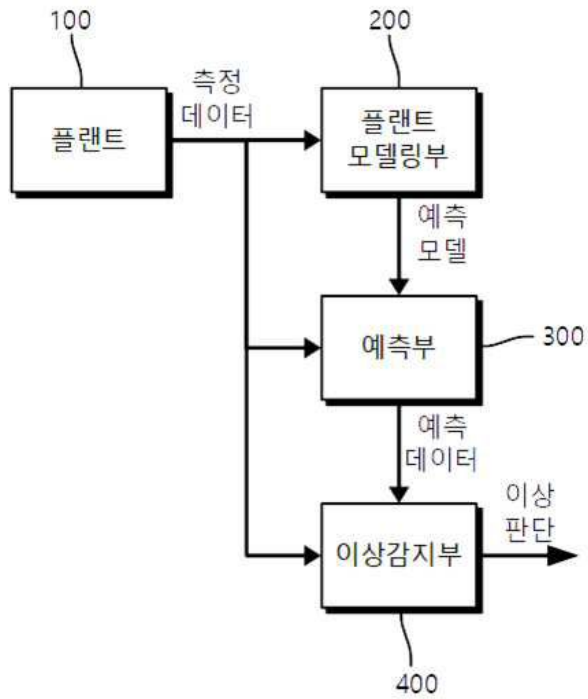 100
200
플랜트
측정
데이터
플랜트
모델링부
예측
모델
예측부
300
예측
데이터
이상감지부
이상
판단
400